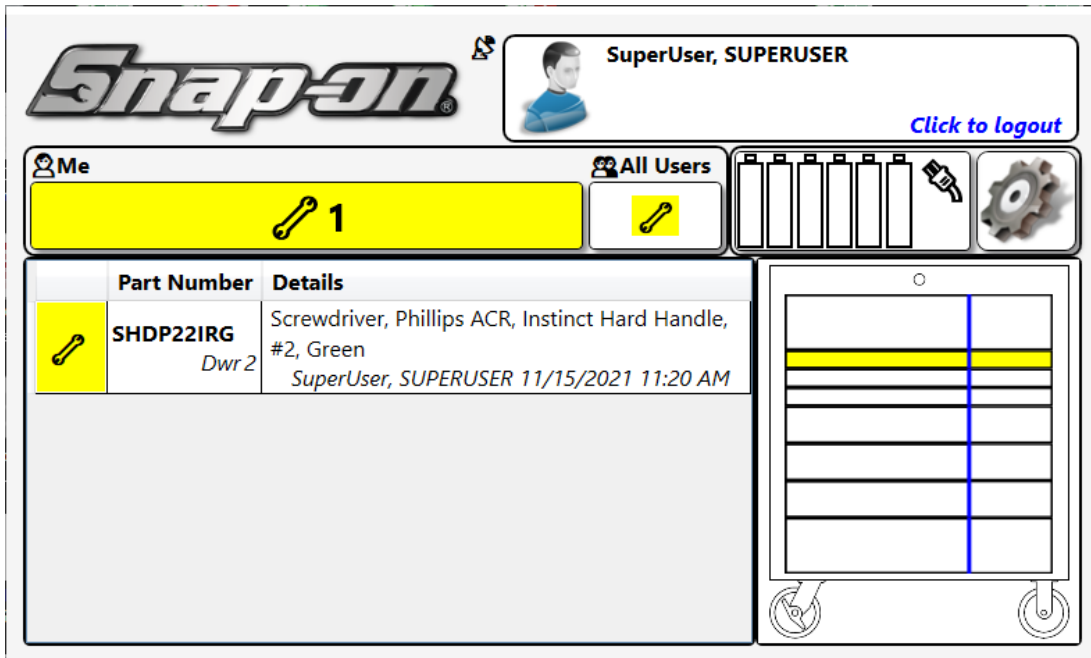 Snap-on®
SuperUser, SUPERUSER
Click to logout
Me
All Users
1
Part Number Details
SHDP22IRG
Dwr 2
Screwdriver, Phillips ACR, Instinct Hard Handle,
#2, Green
SuperUser, SUPERUSER 11/15/2021 11:20 AM